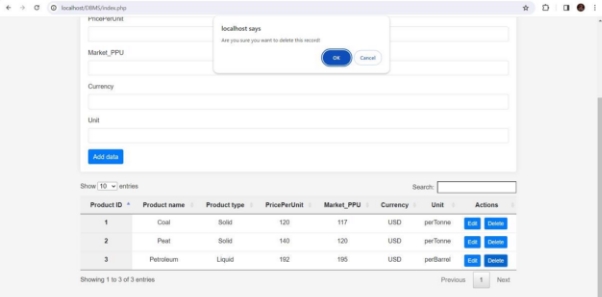 localhost/DBMS/index.php
localhost says
Are you sure you want to delete this record!
OK Cancel
PricePerUnit
Market_PPU
Currency
Unit
Add data
Show 10 entries
Search:
Product ID Product name Product type PricePerUnit Market_PPU Currency Unit Actions
1 Coal Solid 120 117 USD perTonne Edit Delete
2 Peat Solid 140 120 USD perTonne Edit Delete
3 Petroleum Liquid 192 195 USD perBarrel Edit Delete
Showing 1 to 3 of 3 entries
Previous 1 Next